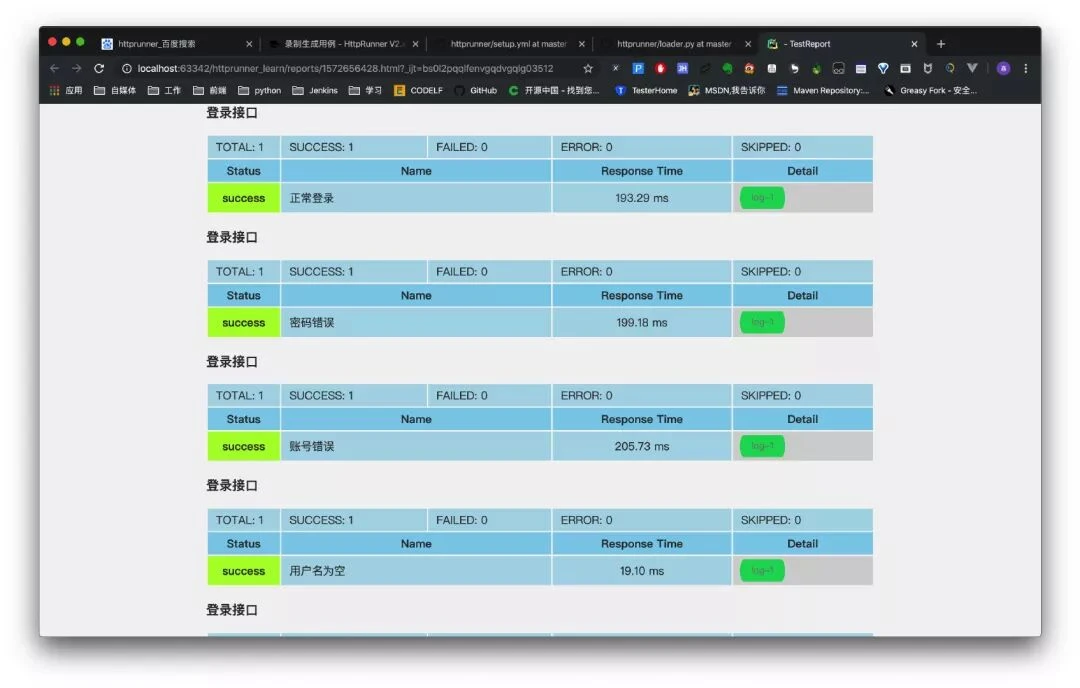 httprunner_百度搜索
录制生成用例 - HttpRunner V2.
httprunner/setup.yml at master
httprunner/loader.py at master
- TestReport
localhost:63342/httprunner_learn/reports/1572656428.html?_ijt=bs0l2pqqlfenvgqdvgqlg03512
应用 自媒体 工作 前端 python Jenkins 学习 CODELF GitHub 开源中国 - 找到您... TesterHome MSDN,我告诉你 Maven Repository:... Greasy Fork - 安全...
登录接口
TOTAL: 1 SUCCESS: 1 FAILED: 0 ERROR: 0 SKIPPED: 0
Status Name Response Time Detail
success 正常登录 193.29 ms log-1
登录接口
TOTAL: 1 SUCCESS: 1 FAILED: 0 ERROR: 0 SKIPPED: 0
Status Name Response Time Detail
success 密码错误 199.18 ms log-1
登录接口
TOTAL: 1 SUCCESS: 1 FAILED: 0 ERROR: 0 SKIPPED: 0
Status Name Response Time Detail
success 账号错误 205.73 ms log-1
登录接口
TOTAL: 1 SUCCESS: 1 FAILED: 0 ERROR: 0 SKIPPED: 0
Status Name Response Time Detail
success 用户名为空 19.10 ms log-1
登录接口